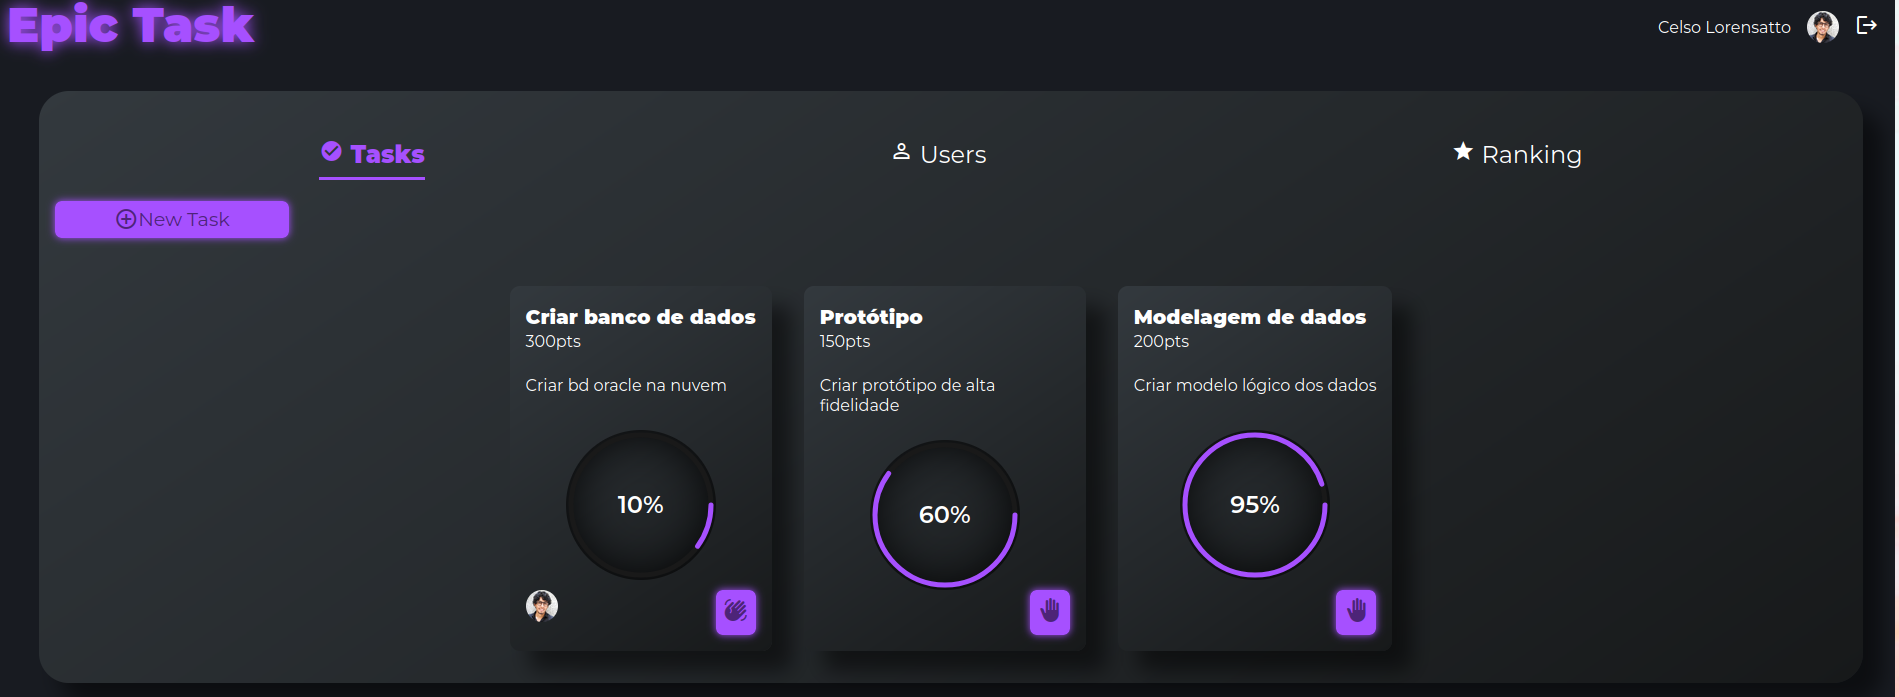 Epic Task
Celso Lorensatto
Tasks
Users
Ranking
New Task
Criar banco de dados
300pts
Criar bd oracle na nuvem
10%
Protótipo
150pts
Criar protótipo de alta
fidelidade
60%
Modelagem de dados
200pts
Criar modelo lógico dos dados
95%